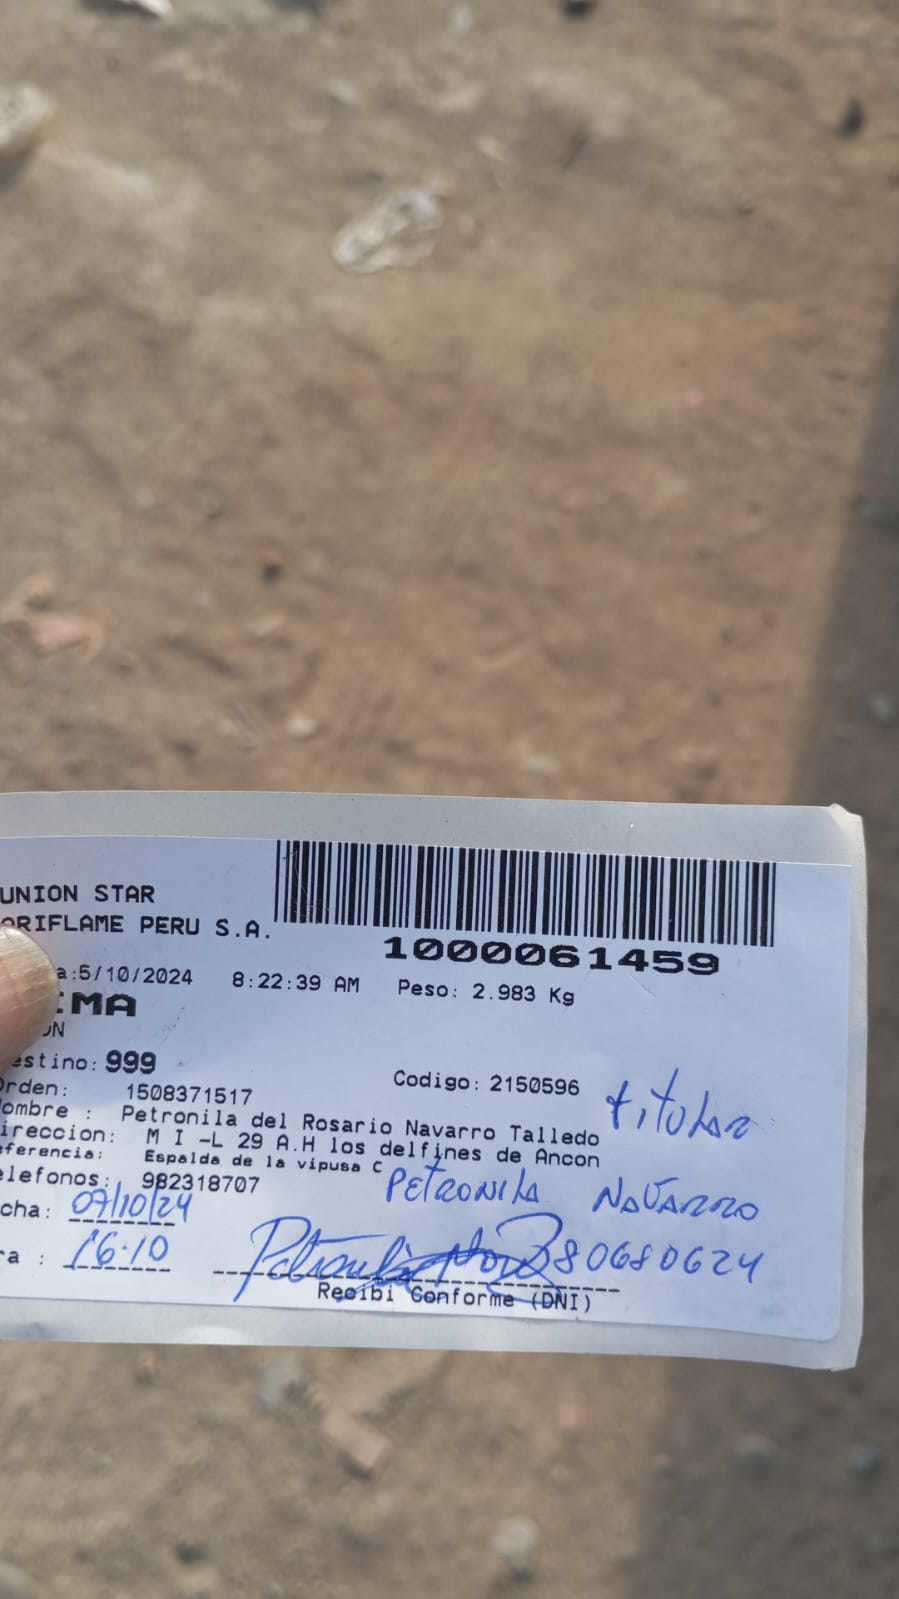 UNION STAR
ORIFLAME PERU S.A.
1000061459
a:5/10/2024 8:22:39 AM Peso: 2.983 Kg
IMA
ON
estino: 999
Orden: 1508371517 Codigo: 2150596
titular
ombre : Petronila del Rosario Navarro Talledo
ireccion: M I -L 29 A.H los delfines de Ancon
eferencia: Espalda de la vipusa C
elefonos: 982318707
PETRONILA NAVARRO
cha: 07/10/24
ra : 16:10
80680624
Recibi Conforme (DNI)